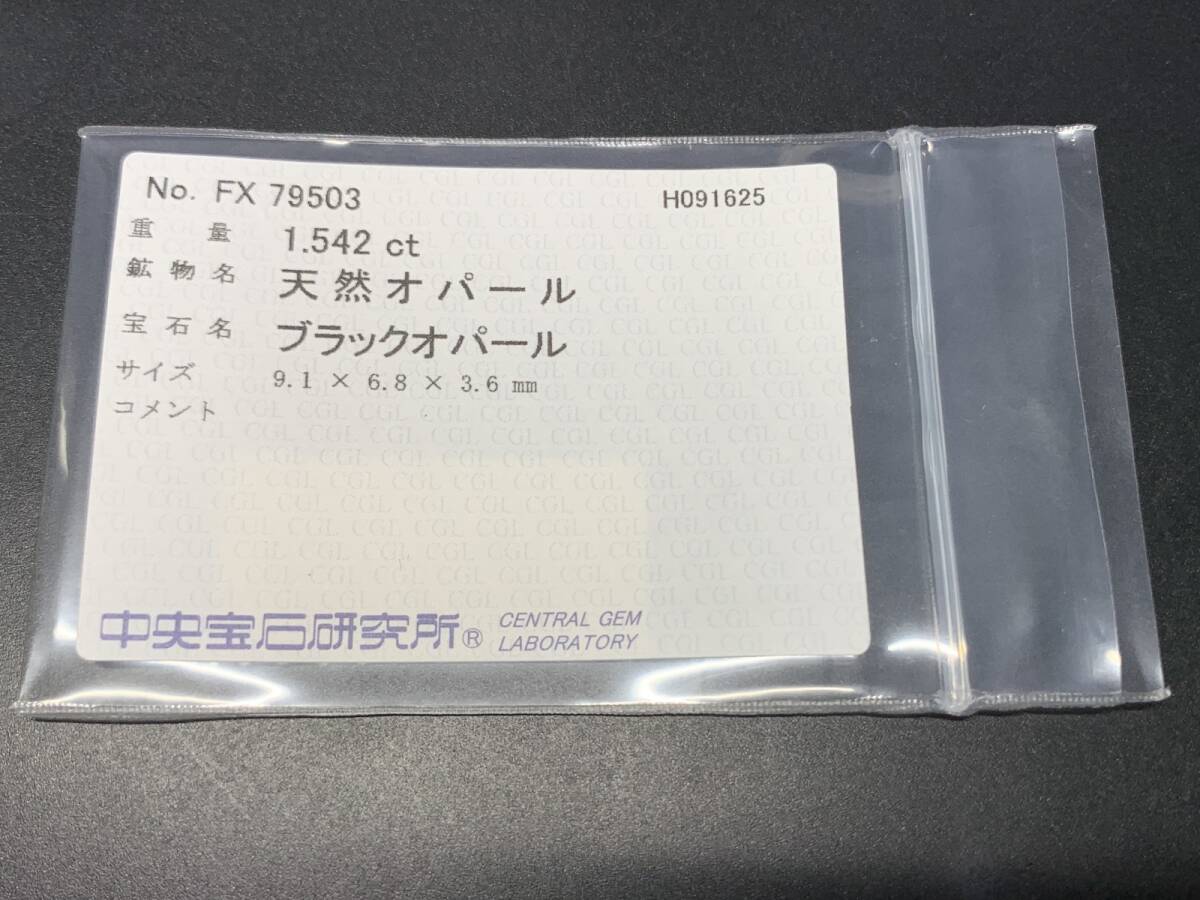 No. FX 79503 H091625
重量 1.542 ct
鉱物名 天然オパール
宝石名 ブラックオパール
サイズ 9.1 × 6.8 × 3.6 mm
コメント
中央宝石研究所® CENTRAL GEM
LABORATORY